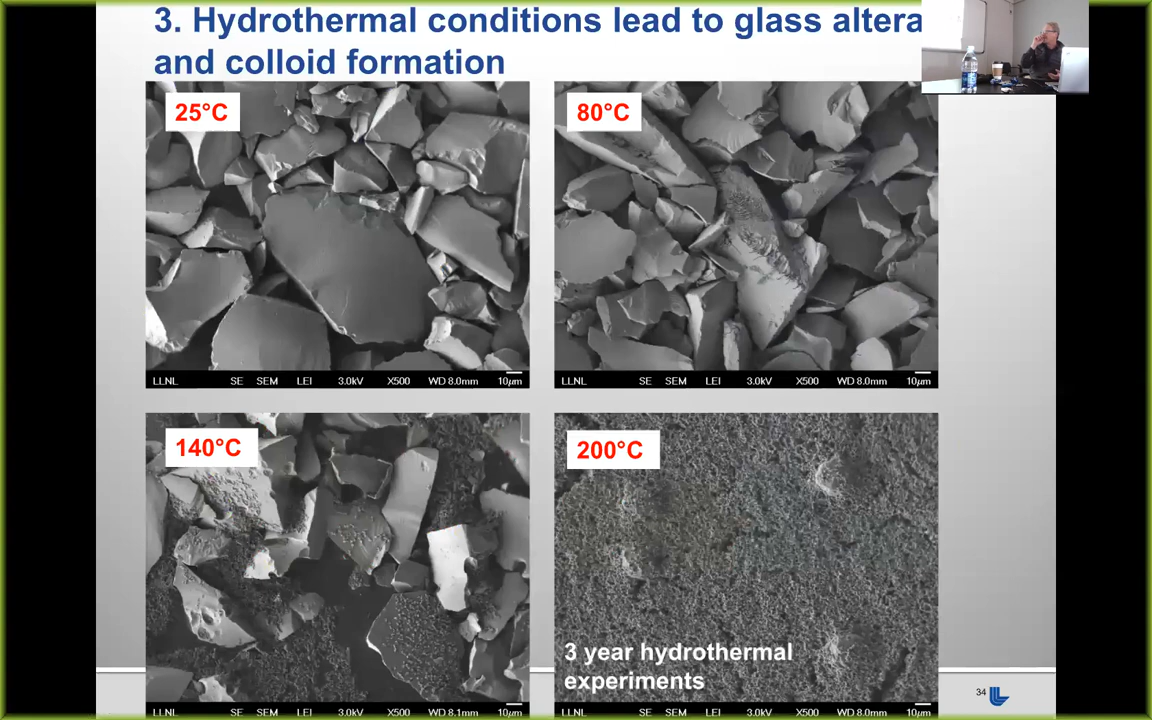 3. Hydrothermal conditions lead to glass altera
and colloid formation
25°C
80°C
LLNL SE SEM LEI 3.0kV X500 WD 8.0mm 10µm
LLNL SE SEM LEI 3.0kV X500 WD 8.0mm 10µm
140°C
200°C
3 year hydrothermal
experiments
LLNL SE SEM LEI 3.0kV X500 WD 8.1mm 10µm
LLNL SE SEM LEI 3.0kV X500 WD 8.0mm 10µm
34